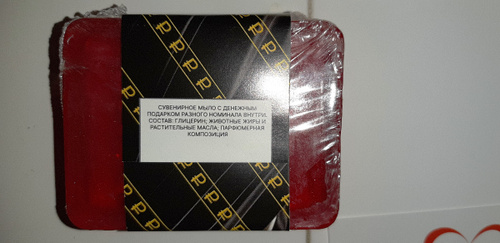 СУВЕНИРНОЕ МЫЛО С ДЕНЕЖНЫМ
ПОДАРКОМ РАЗНОГО НОМИНАЛА ВНУТРИ.
СОСТАВ: ГЛИЦЕРИН; ЖИВОТНЫЕ ЖИРЫ И
РАСТИТЕЛЬНЫЕ МАСЛА; ПАРФЮМЕРНАЯ
КОМПОЗИЦИЯ